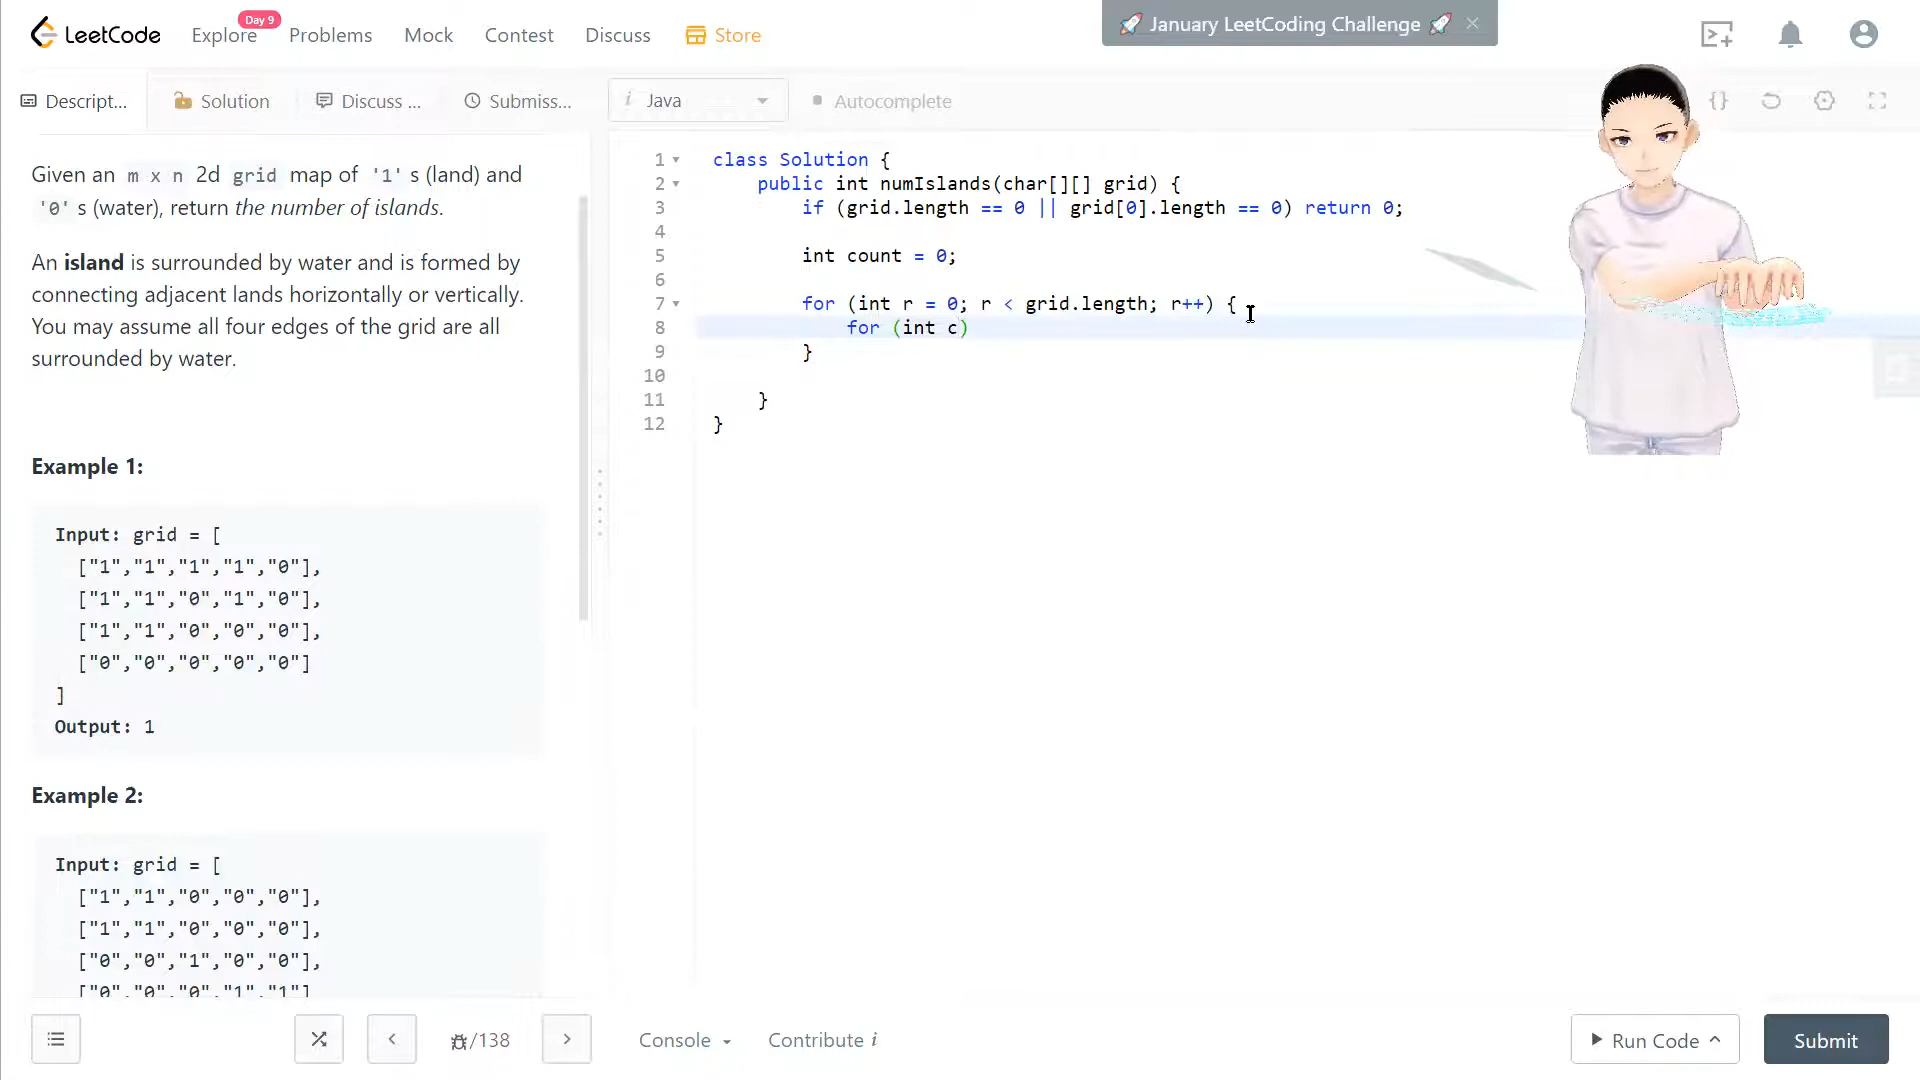 LeetCode
Explore
Day 9
Problems
Mock
Contest
Discuss
Store
🚀 January LeetCoding Challenge 🚀 ×
Descript...
Solution
Discuss ...
Submiss...
i Java
Autocomplete
{}
Given an m x n 2d grid map of '1' s (land) and
'0' s (water), return the number of islands.
An island is surrounded by water and is formed by
connecting adjacent lands horizontally or vertically.
You may assume all four edges of the grid are all
surrounded by water.
Example 1:
Input: grid = [
["1","1","1","1","0"],
["1","1","0","1","0"],
["1","1","0","0","0"],
["0","0","0","0","0"]
]
Output: 1
Example 2:
Input: grid = [
["1","1","0","0","0"],
["1","1","0","0","0"],
["0","0","1","0","0"],
["0","0","0","1","1"]
1 class Solution {
2 public int numIslands(char[][] grid) {
3 if (grid.length == 0 || grid[0].length == 0) return 0;
4
5 int count = 0;
6
7 for (int r = 0; r < grid.length; r++) {
8 for (int c)
9 }
10
11 }
12 }
/138
Console
Contribute i
Run Code
Submit